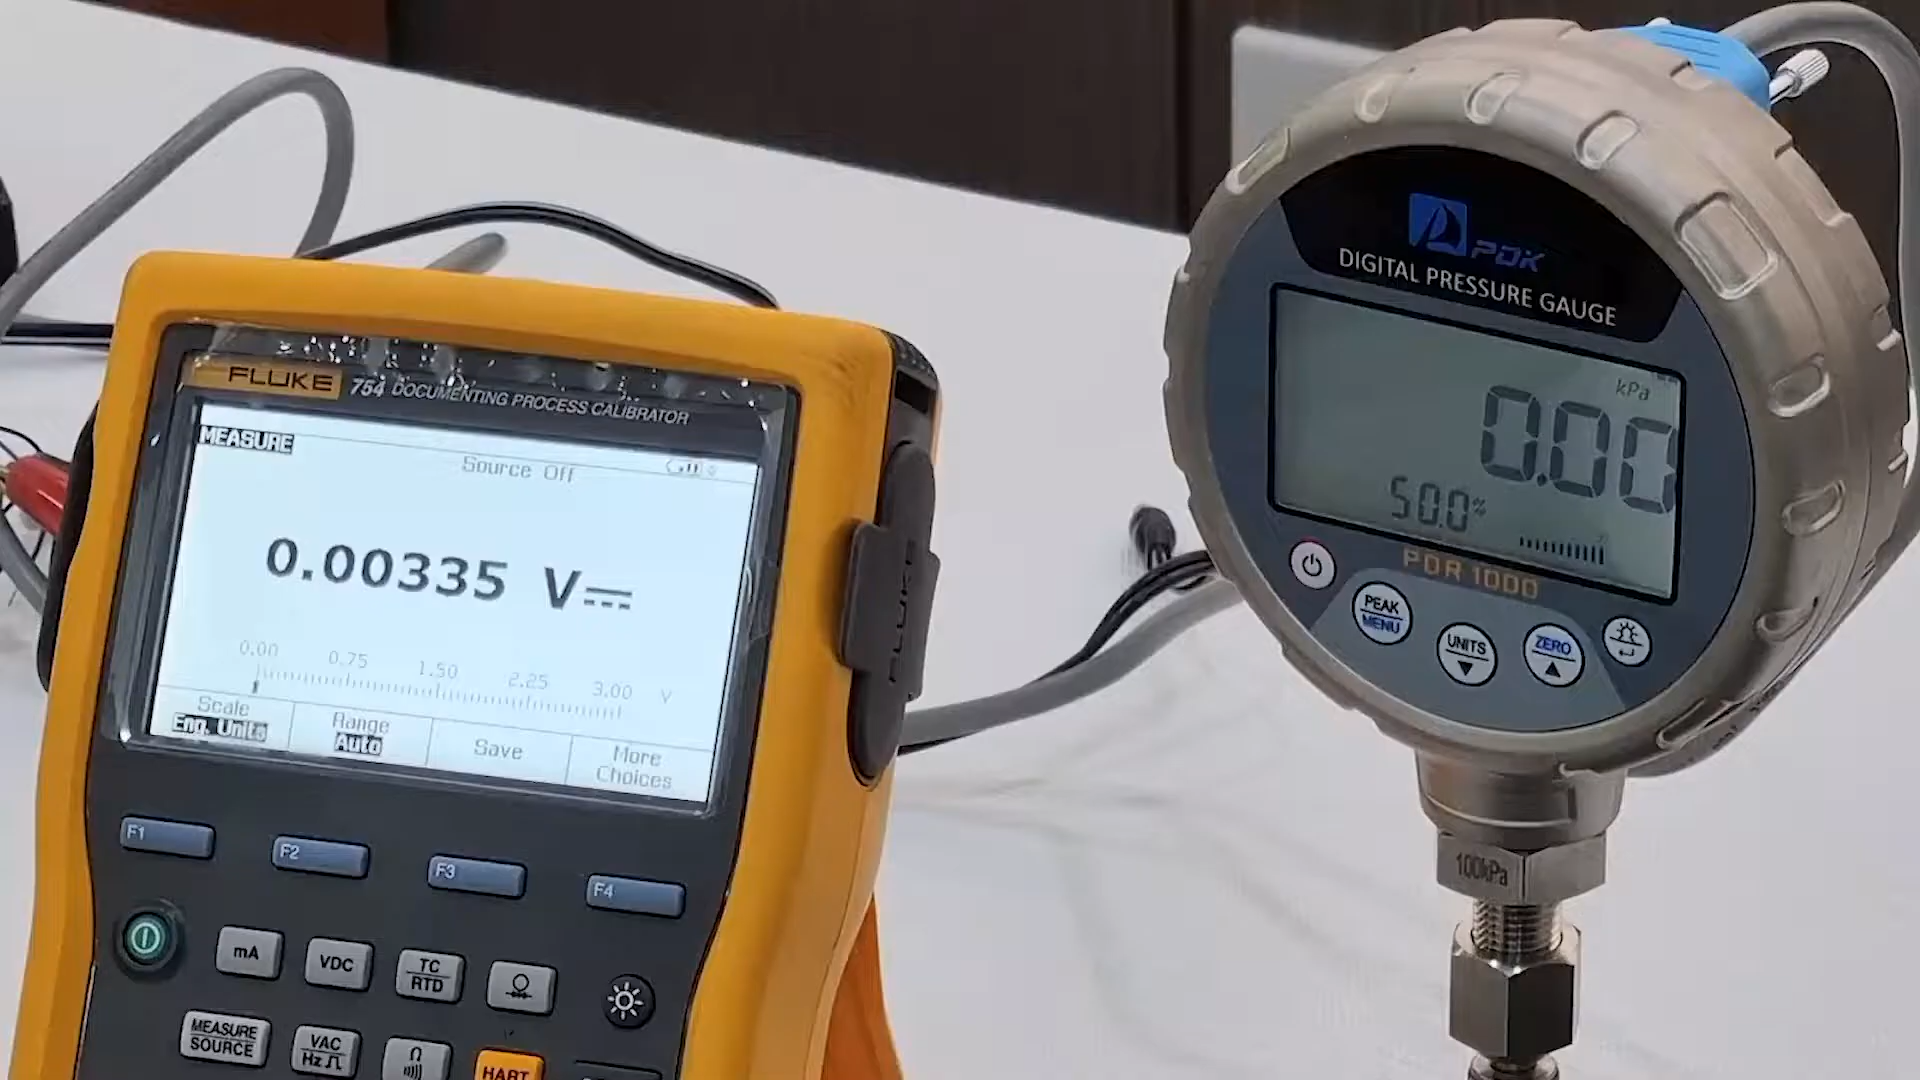 FLUKE 754 DOCUMENTING PROCESS CALIBRATOR
MEASURE
Source Off
0.00335 V
0.00 0.75 1.50 2.25 3.00 V
Scale
Eng. Units
Range
Auto
Save
More
Choices
F1
F2
F3
F4
mA
VDC
TC
RTD
MEASURE
SOURCE
VAC
Hz
Ω
HART
FLUKE
PDK
DIGITAL PRESSURE GAUGE
kPa
0.00
50.0%
PDR 1000
PEAK
MENU
UNITS
ZERO
100kPa